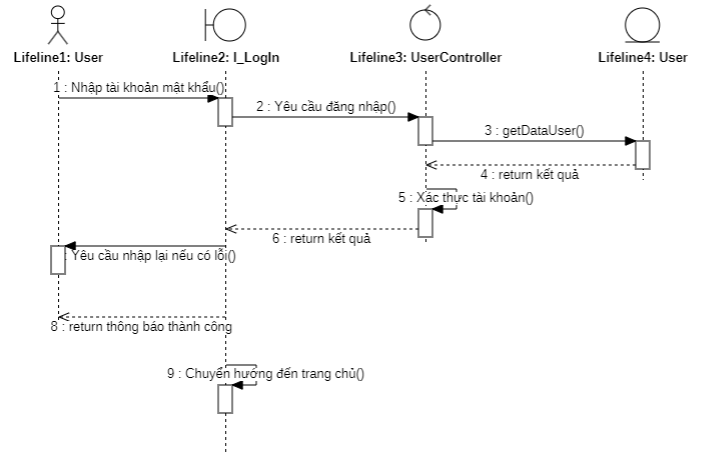 Lifeline1: User
Lifeline2: I_LogIn
Lifeline3: UserController
Lifeline4: User
1 : Nhập tài khoản mật khẩu()
2 : Yêu cầu đăng nhập()
3 : getDataUser()
4 : return kết quả
5 : Xác thực tài khoản()
6 : return kết quả
: Yêu cầu nhập lại nếu có lỗi()
8 : return thông báo thành công
9 : Chuyển hướng đến trang chủ()